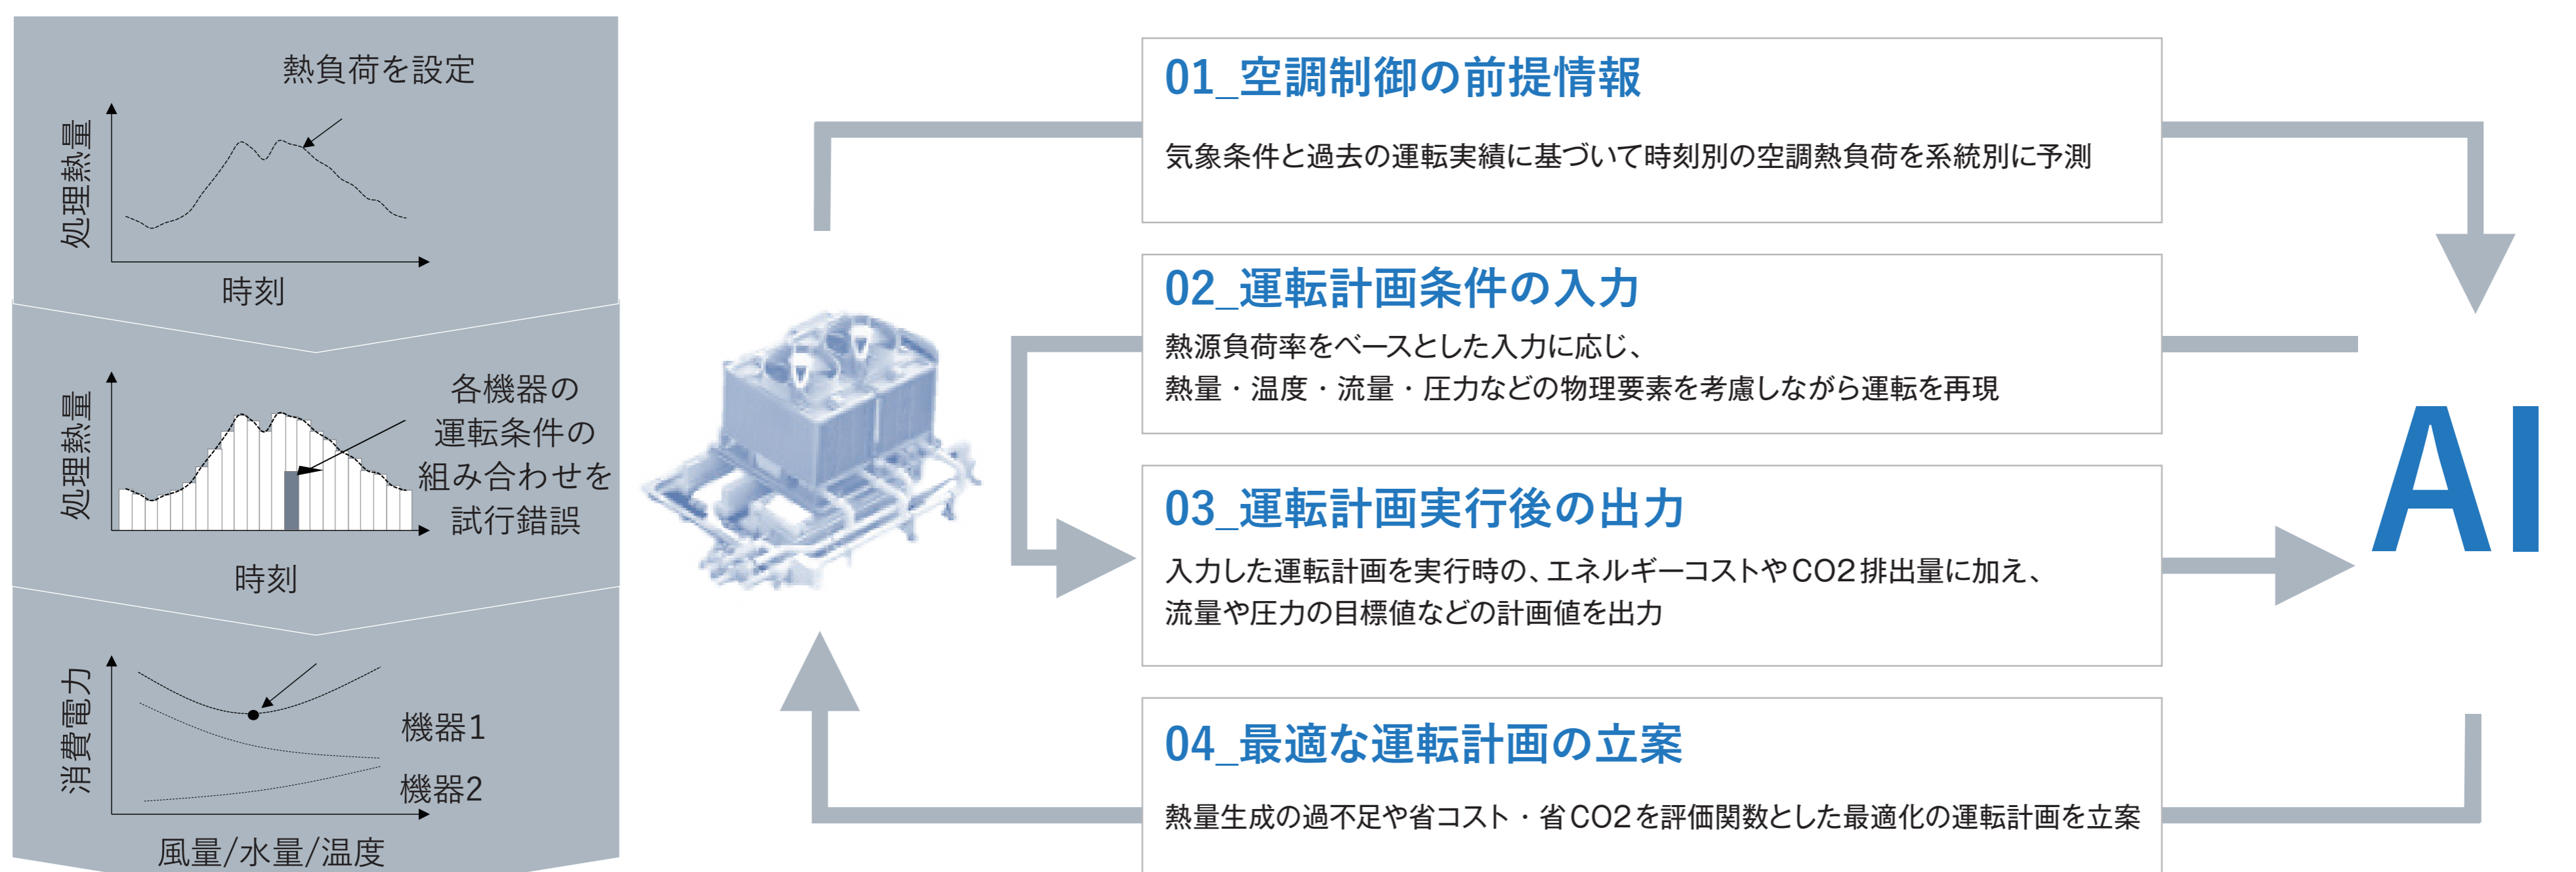 熱負荷を設定
処理熱量
時刻
各機器の
運転条件の
組み合わせを
試行錯誤
処理熱量
時刻
消費電力
機器1
機器2
風量/水量/温度
01_空調制御の前提情報
気象条件と過去の運転実績に基づいて時刻別の空調熱負荷を系統別に予測
02_運転計画条件の入力
熱源負荷率をベースとした入力に応じ、
熱量・温度・流量・圧力などの物理要素を考慮しながら運転を再現
03_運転計画実行後の出力
入力した運転計画を実行時の、エネルギーコストやCO2排出量に加え、
流量や圧力の目標値などの計画値を出力
04_最適な運転計画の立案
熱量生成の過不足や省コスト・省CO2を評価関数とした最適化の運転計画を立案
AI